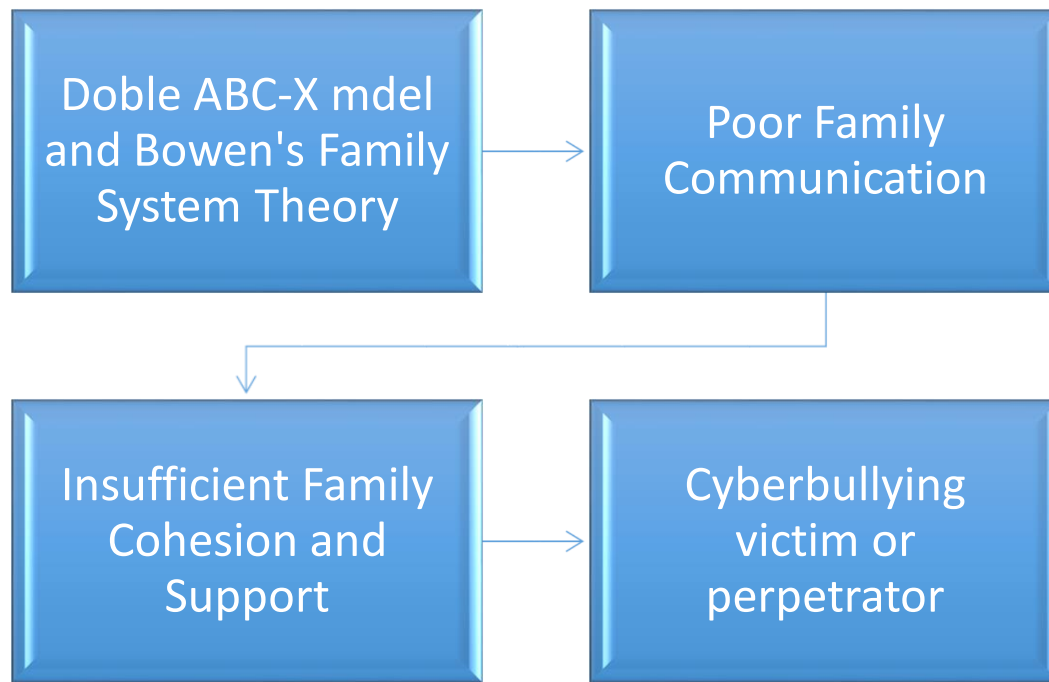 Doble ABC-X mdel
and Bowen's Family
System Theory
Poor Family
Communication
Insufficient Family
Cohesion and
Support
Cyberbullying
victim or
perpetrator